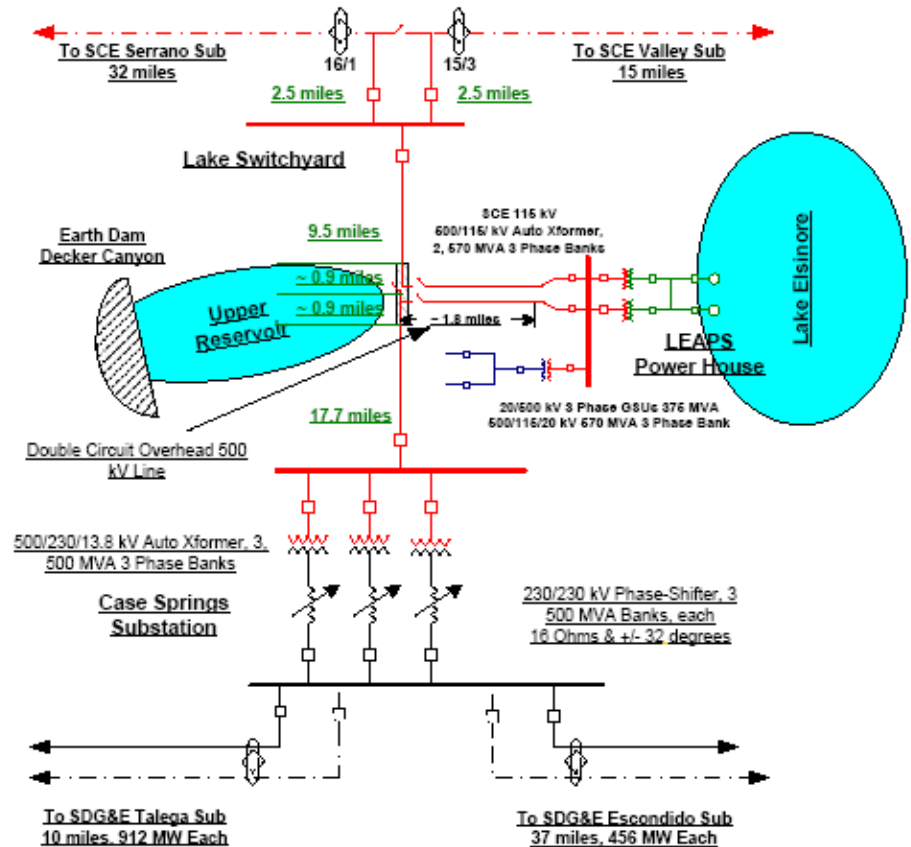 To SCE Serrano Sub
32 miles
16/1
15/3
To SCE Valley Sub
15 miles
2.5 miles
2.5 miles
Lake Switchyard
SCE 115 kV
500/115/ kV Auto Xformer,
2, 570 MVA 3 Phase Banks
Earth Dam
Decker Canyon
9.5 miles
~ 0.9 miles
~ 0.9 miles
Upper
Reservoir
~ 1.8 miles
Lake Elsinore
LEAPS
Power House
20/500 kV 3 Phase GSUs 375 MVA
500/115/20 kV 570 MVA 3 Phase Bank
17.7 miles
Double Circuit Overhead 500
kV Line
500/230/13.8 kV Auto Xformer, 3,
500 MVA 3 Phase Banks
Case Springs
Substation
230/230 kV Phase-Shifter, 3
500 MVA Banks, each
16 Ohms & +/- 32 degrees
To SDG&E Talega Sub
10 miles, 912 MW Each
To SDG&E Escondido Sub
37 miles, 456 MW Each